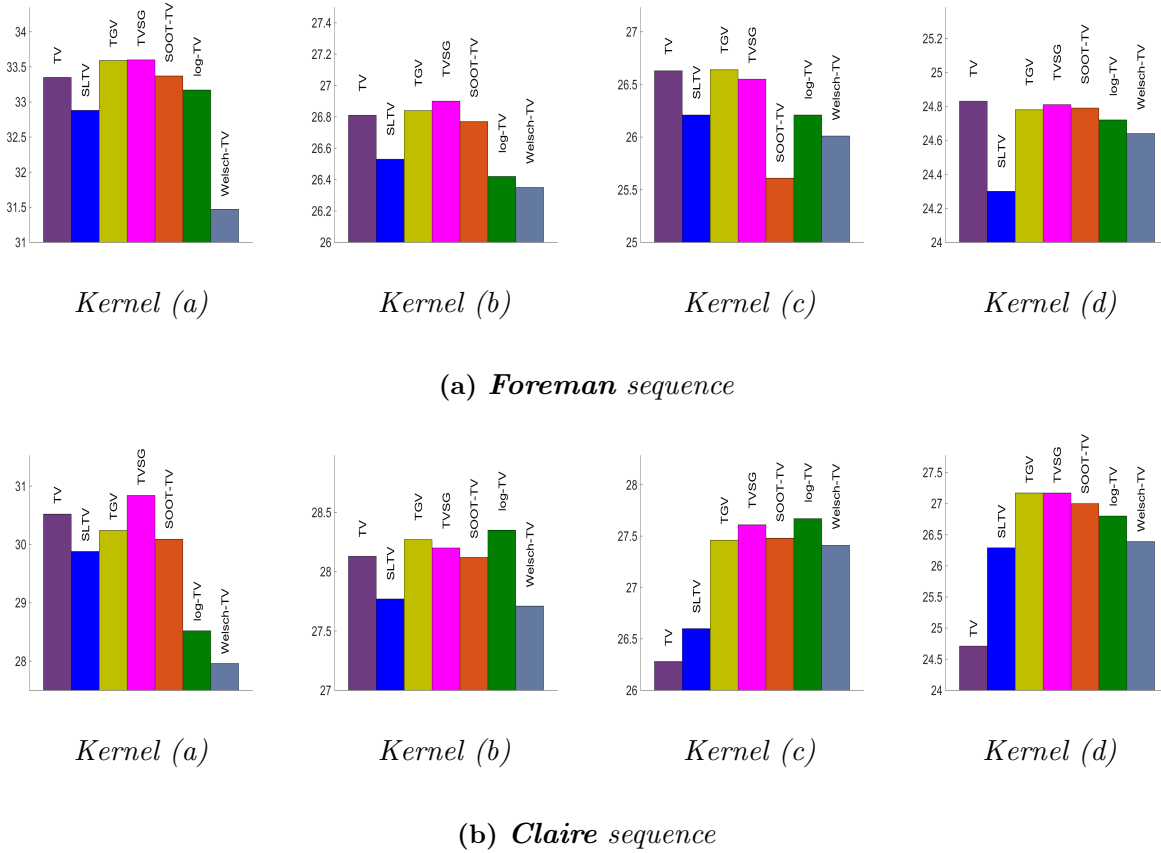 34
33.5
33
32.5
32
31.5
31
TV
SLTV
TGV
TVSG
SOOT-TV
log-TV
Welsch-TV
Kernel (a)
27.4
27.2
27
26.8
26.6
26.4
26.2
26
TV
SLTV
TGV
TVSG
SOOT-TV
log-TV
Welsch-TV
Kernel (b)
27
26.5
26
25.5
25
TV
SLTV
TGV
TVSG
SOOT-TV
log-TV
Welsch-TV
Kernel (c)
25.2
25
24.8
24.6
24.4
24.2
24
TV
SLTV
TGV
TVSG
SOOT-TV
log-TV
Welsch-TV
Kernel (d)
(a) Foreman sequence
31
30
29
28
TV
SLTV
TGV
TVSG
SOOT-TV
log-TV
Welsch-TV
Kernel (a)
28.5
28
27.5
27
TV
SLTV
TGV
TVSG
SOOT-TV
log-TV
Welsch-TV
Kernel (b)
28
27.5
27
26.5
26
TV
SLTV
TGV
TVSG
SOOT-TV
log-TV
Welsch-TV
Kernel (c)
27.5
27
26.5
26
25.5
25
24.5
24
TV
SLTV
TGV
TVSG
SOOT-TV
log-TV
Welsch-TV
Kernel (d)
(b) Claire sequence